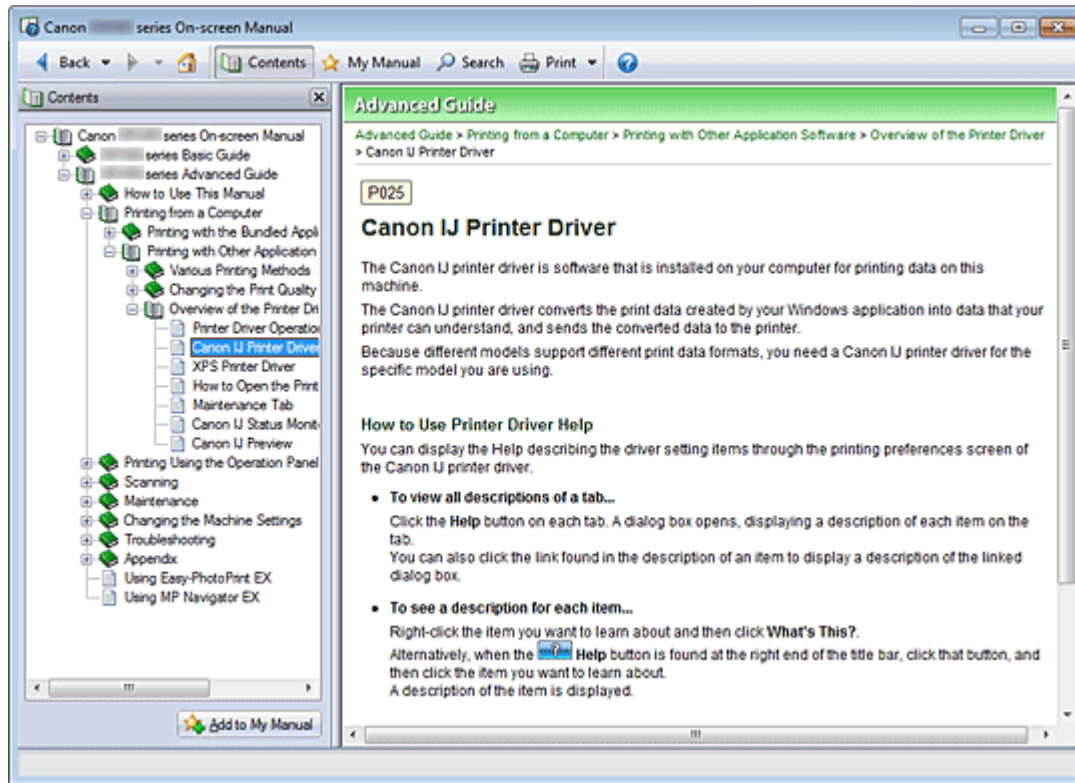 Canon series On-screen Manual
Back Contents My Manual Search Print
Contents
Canon series On-screen Manual
series Basic Guide
series Advanced Guide
How to Use This Manual
Printing from a Computer
Printing with the Bundled Appli
Printing with Other Application
Various Printing Methods
Changing the Print Quality
Overview of the Printer Dri
Printer Driver Operation
Canon IJ Printer Driver
XPS Printer Driver
How to Open the Print
Maintenance Tab
Canon IJ Status Monit
Canon IJ Preview
Printing Using the Operation Panel
Scanning
Maintenance
Changing the Machine Settings
Troubleshooting
Appendix
Using Easy-PhotoPrint EX
Using MP Navigator EX
Add to My Manual
Advanced Guide
Advanced Guide > Printing from a Computer > Printing with Other Application Software > Overview of the Printer Driver
> Canon IJ Printer Driver
P025
Canon IJ Printer Driver
The Canon IJ printer driver is software that is installed on your computer for printing data on this
machine.
The Canon IJ printer driver converts the print data created by your Windows application into data that your
printer can understand, and sends the converted data to the printer.
Because different models support different print data formats, you need a Canon IJ printer driver for the
specific model you are using.
How to Use Printer Driver Help
You can display the Help describing the driver setting items through the printing preferences screen of
the Canon IJ printer driver.
• To view all descriptions of a tab...
Click the Help button on each tab. A dialog box opens, displaying a description of each item on the
tab.
You can also click the link found in the description of an item to display a description of the linked
dialog box.
• To see a description for each item...
Right-click the item you want to learn about and then click What's This?.
Alternatively, when the Help button is found at the right end of the title bar, click that button, and
then click the item you want to learn about.
A description of the item is displayed.